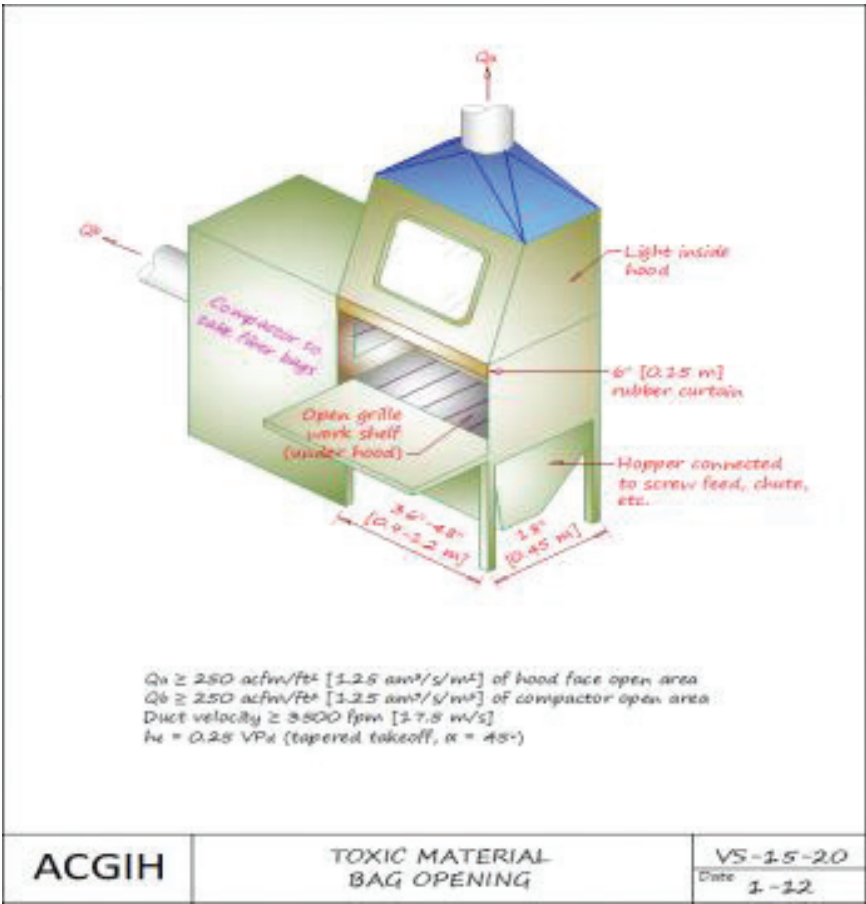 Qa
Qb
Light inside
hood
Compactor to
take fiber bags
6" [0.15 m]
rubber curtain
Open grille
work shelf
(under hood)
Hopper connected
to screw feed, chute,
etc.
36"-48"
[0.9-1.2 m]
18"
[0.45 m]
Qa ≥ 250 acfm/ft² [1.25 am³/s/m²] of hood face open area
Qb ≥ 250 acfm/ft² [1.25 am³/s/m²] of compactor open area
Duct velocity ≥ 3500 fpm [17.5 m/s]
he = 0.25 VPd (tapered takeoff, α = 45°)
ACGIH
TOXIC MATERIAL
BAG OPENING
VS-15-20
Date
1-12